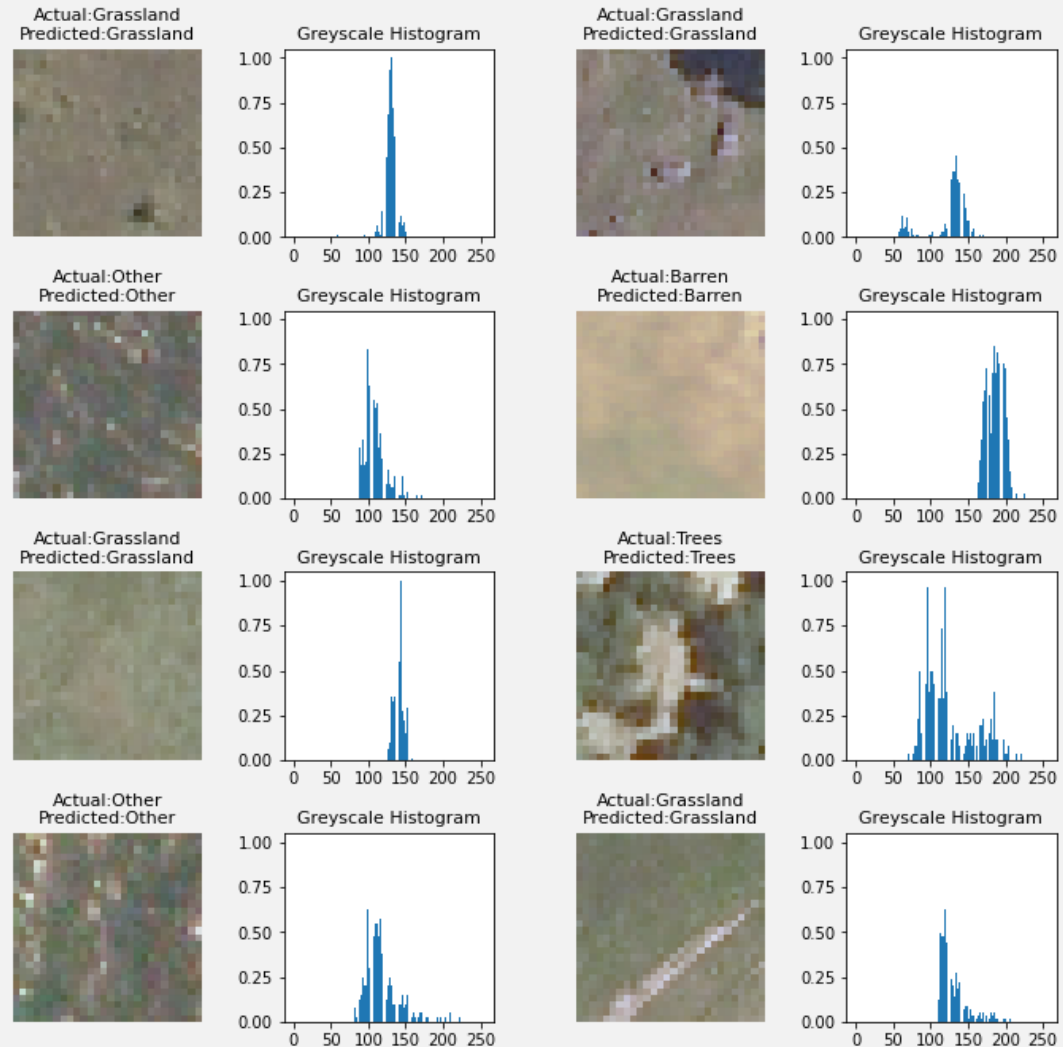 Actual:Grassland
Predicted:Grassland
Greyscale Histogram
1.00
0.75
0.50
0.25
0.00
0 50 100 150 200 250
Actual:Grassland
Predicted:Grassland
Greyscale Histogram
1.00
0.75
0.50
0.25
0.00
0 50 100 150 200 250
Actual:Other
Predicted:Other
Greyscale Histogram
1.00
0.75
0.50
0.25
0.00
0 50 100 150 200 250
Actual:Barren
Predicted:Barren
Greyscale Histogram
1.00
0.75
0.50
0.25
0.00
0 50 100 150 200 250
Actual:Grassland
Predicted:Grassland
Greyscale Histogram
1.00
0.75
0.50
0.25
0.00
0 50 100 150 200 250
Actual:Trees
Predicted:Trees
Greyscale Histogram
1.00
0.75
0.50
0.25
0.00
0 50 100 150 200 250
Actual:Other
Predicted:Other
Greyscale Histogram
1.00
0.75
0.50
0.25
0.00
0 50 100 150 200 250
Actual:Grassland
Predicted:Grassland
Greyscale Histogram
1.00
0.75
0.50
0.25
0.00
0 50 100 150 200 250